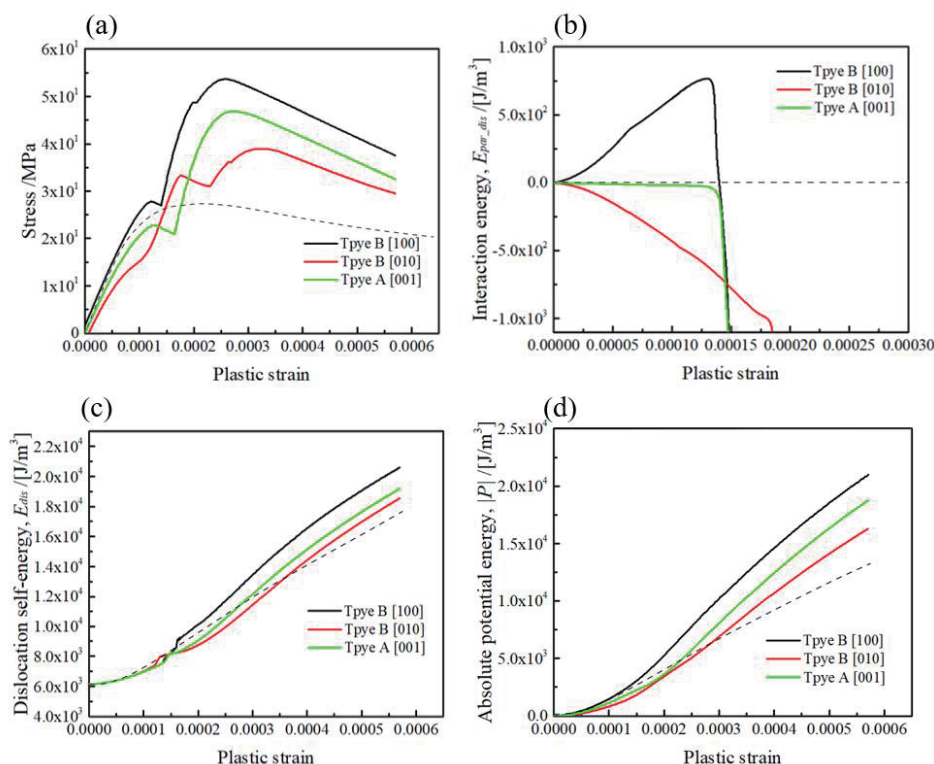 (a)
Stress /MPa
6x10¹
5x10¹
4x10¹
3x10¹
2x10¹
1x10¹
0
Tpye B [100]
Tpye B [010]
Tpye A [001]
0.0000 0.0001 0.0002 0.0003 0.0004 0.0005 0.0006
Plastic strain
(b)
Interaction energy, E_par_dis /[J/m³]
1.0x10³
5.0x10²
0.0
-5.0x10²
-1.0x10³
Tpye B [100]
Tpye B [010]
Tpye A [001]
0.00000 0.00005 0.00010 0.00015 0.00020 0.00025 0.00030
Plastic strain
(c)
Dislocation self-energy, E_dis /[J/m³]
2.2x10⁴
2.0x10⁴
1.8x10⁴
1.6x10⁴
1.4x10⁴
1.2x10⁴
1.0x10⁴
8.0x10³
6.0x10³
4.0x10³
Tpye B [100]
Tpye B [010]
Tpye A [001]
0.0000 0.0001 0.0002 0.0003 0.0004 0.0005 0.0006
Plastic strain
(d)
Absolute potential energy, |P| /[J/m³]
2.5x10⁴
2.0x10⁴
1.5x10⁴
1.0x10⁴
5.0x10³
0.0
Tpye B [100]
Tpye B [010]
Tpye A [001]
0.0000 0.0001 0.0002 0.0003 0.0004 0.0005 0.0006
Plastic strain